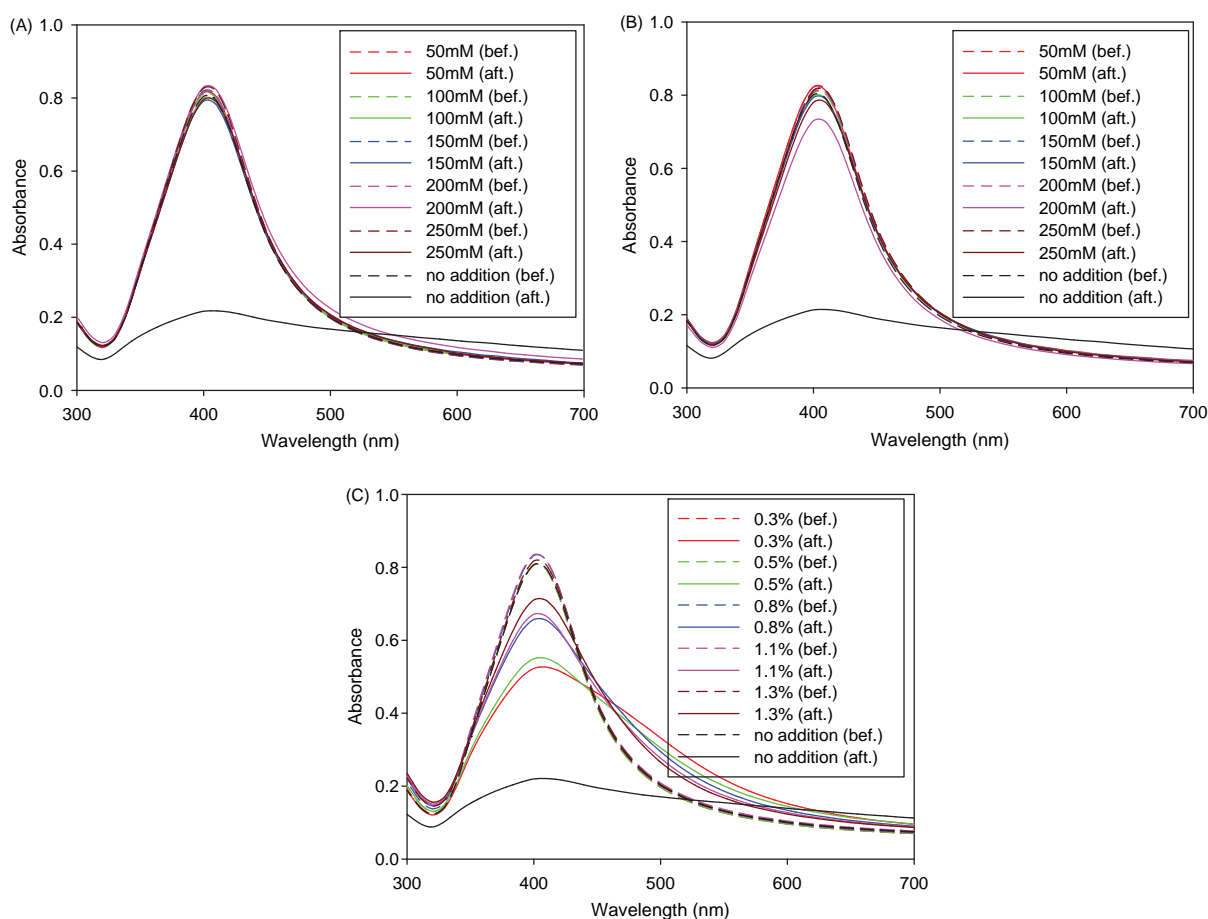 (A)
1.0
0.8
0.6
0.4
0.2
0.0
Absorbance
300
400
500
600
700
Wavelength (nm)
50mM (bef.)
50mM (aft.)
100mM (bef.)
100mM (aft.)
150mM (bef.)
150mM (aft.)
200mM (bef.)
200mM (aft.)
250mM (bef.)
250mM (aft.)
no addition (bef.)
no addition (aft.)
(B)
1.0
0.8
0.6
0.4
0.2
0.0
Absorbance
300
400
500
600
700
Wavelength (nm)
50mM (bef.)
50mM (aft.)
100mM (bef.)
100mM (aft.)
150mM (bef.)
150mM (aft.)
200mM (bef.)
200mM (aft.)
250mM (bef.)
250mM (aft.)
no addition (bef.)
no addition (aft.)
(C)
1.0
0.8
0.6
0.4
0.2
0.0
Absorbance
300
400
500
600
700
Wavelength (nm)
0.3% (bef.)
0.3% (aft.)
0.5% (bef.)
0.5% (aft.)
0.8% (bef.)
0.8% (aft.)
1.1% (bef.)
1.1% (aft.)
1.3% (bef.)
1.3% (aft.)
no addition (bef.)
no addition (aft.)